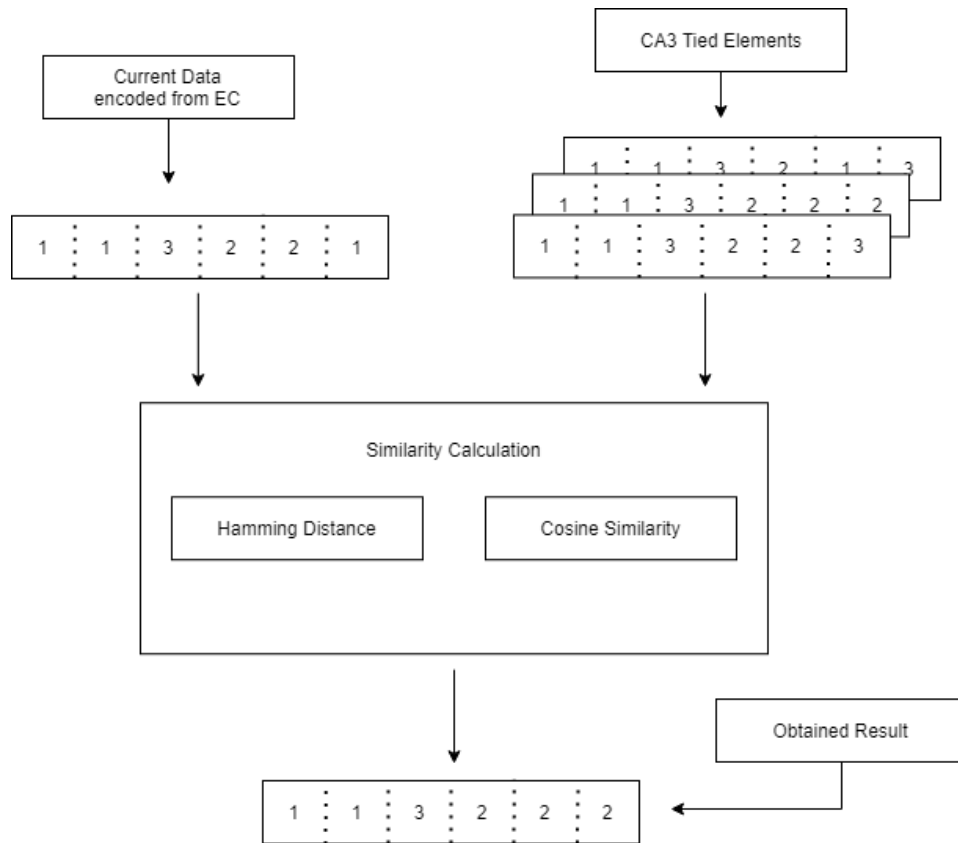 CA3 Tied Elements
Current Data
encoded from EC
1 1 3 2 1 3
1 1 3 2 2 2
1 1 3 2 2 1
1 1 3 2 2 3
Similarity Calculation
Hamming Distance
Cosine Similarity
Obtained Result
1 1 3 2 2 2